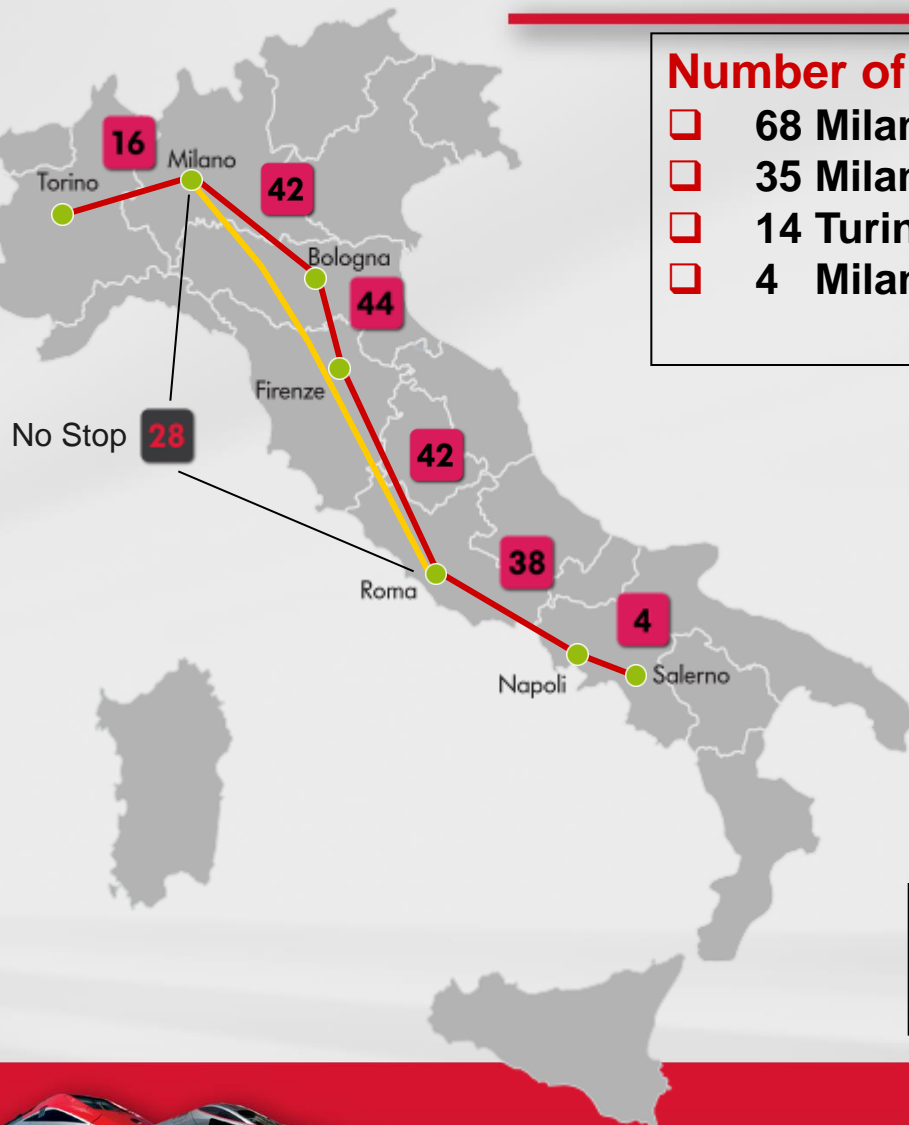 Number of
❑ 68 Milan
❑ 35 Milan
❑ 14 Turin
❑ 4 Milan
16
Milano
Torino
42
Bologna
44
Firenze
No Stop 28
42
38
Roma
4
Napoli
Salerno